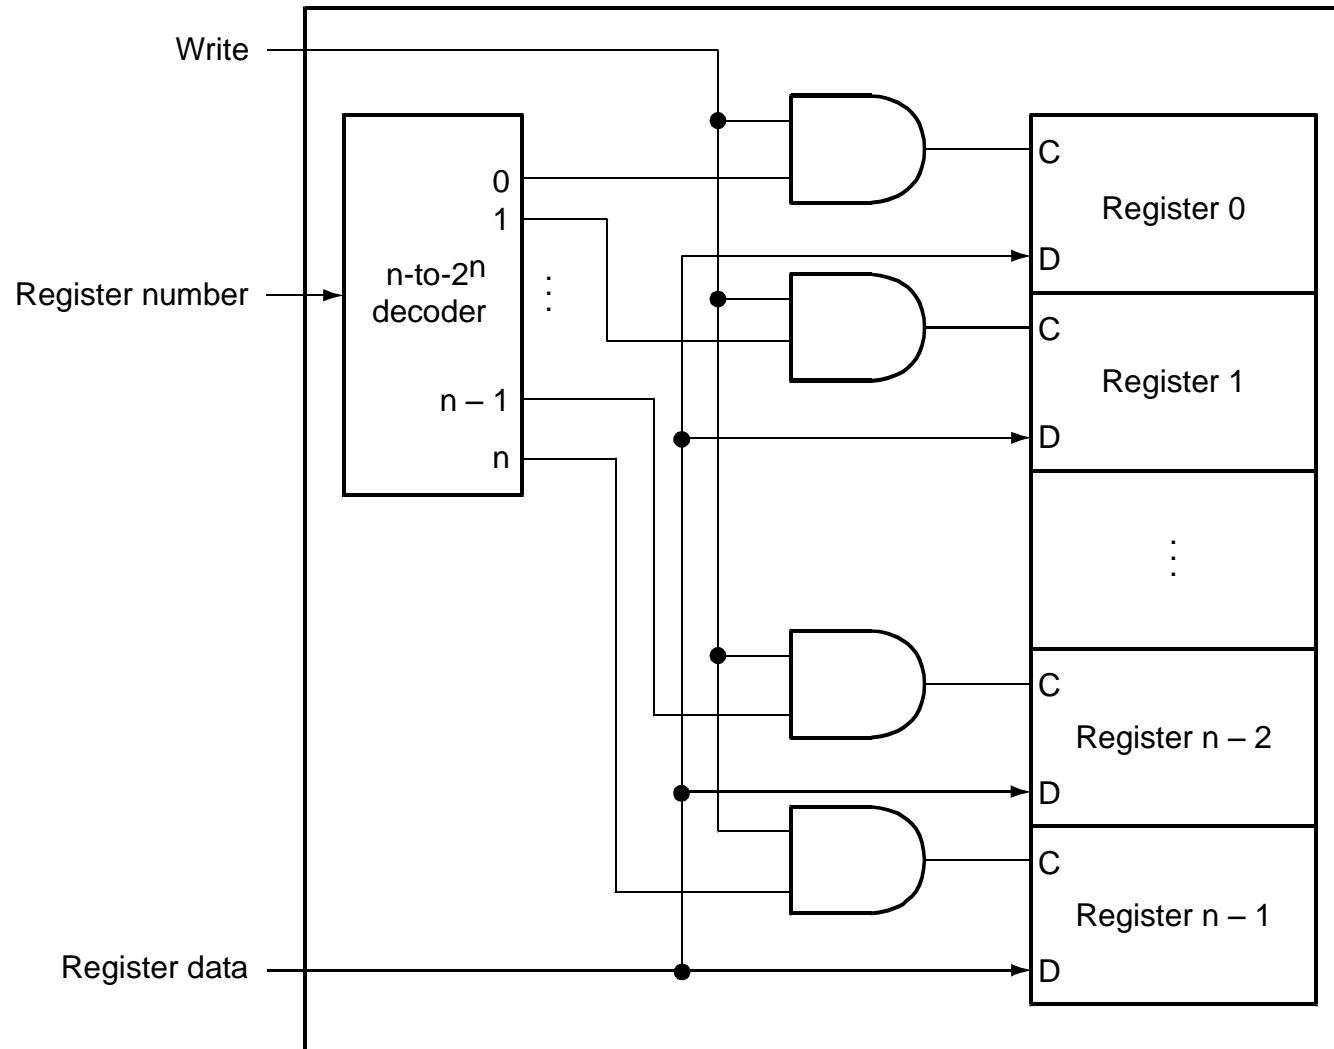 Write
0
1
n-to-2n
decoder
⋮
n – 1
n
Register number
Register data
C
Register 0
D
C
Register 1
D
⋮
C
Register n – 2
D
C
Register n – 1
D